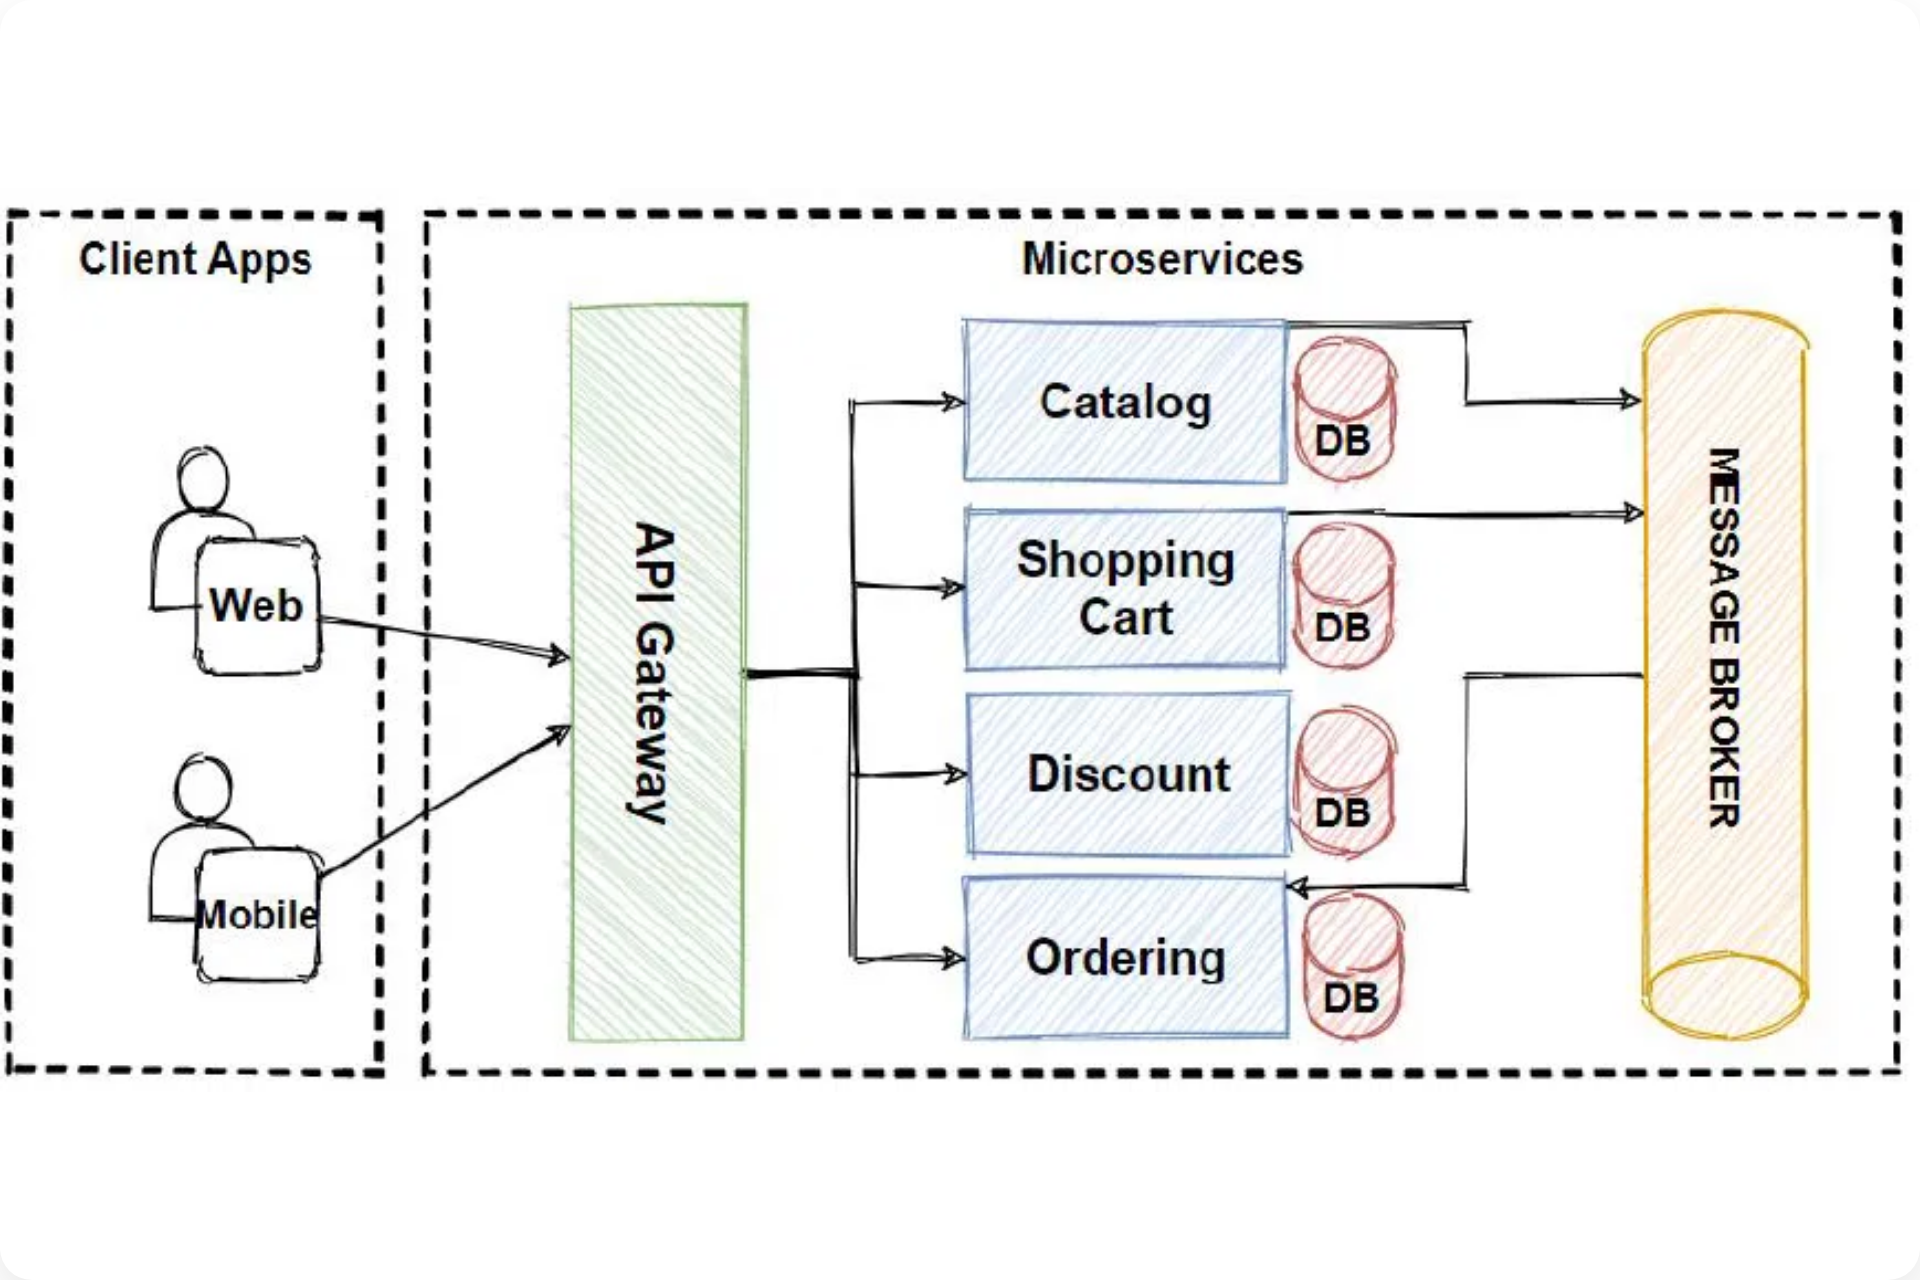 Client Apps
Web
Mobile
Microservices
API Gateway
Catalog
DB
Shopping
Cart
DB
Discount
DB
Ordering
DB
MESSAGE BROKER